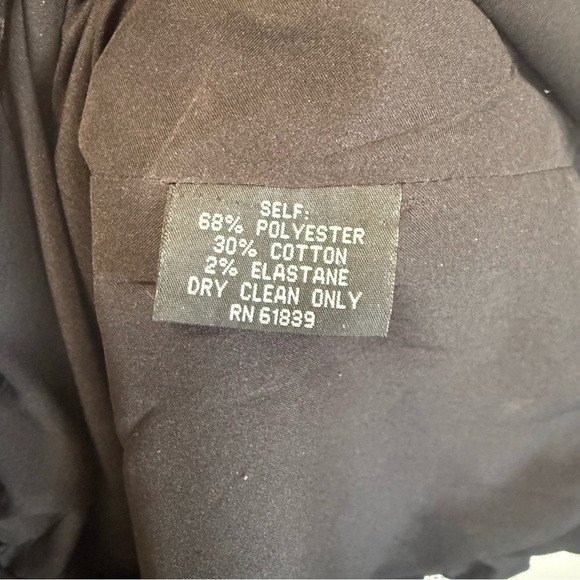 SELF:
68% POLYESTER
30% COTTON
2% ELASTANE
DRY CLEAN ONLY
RN 61839